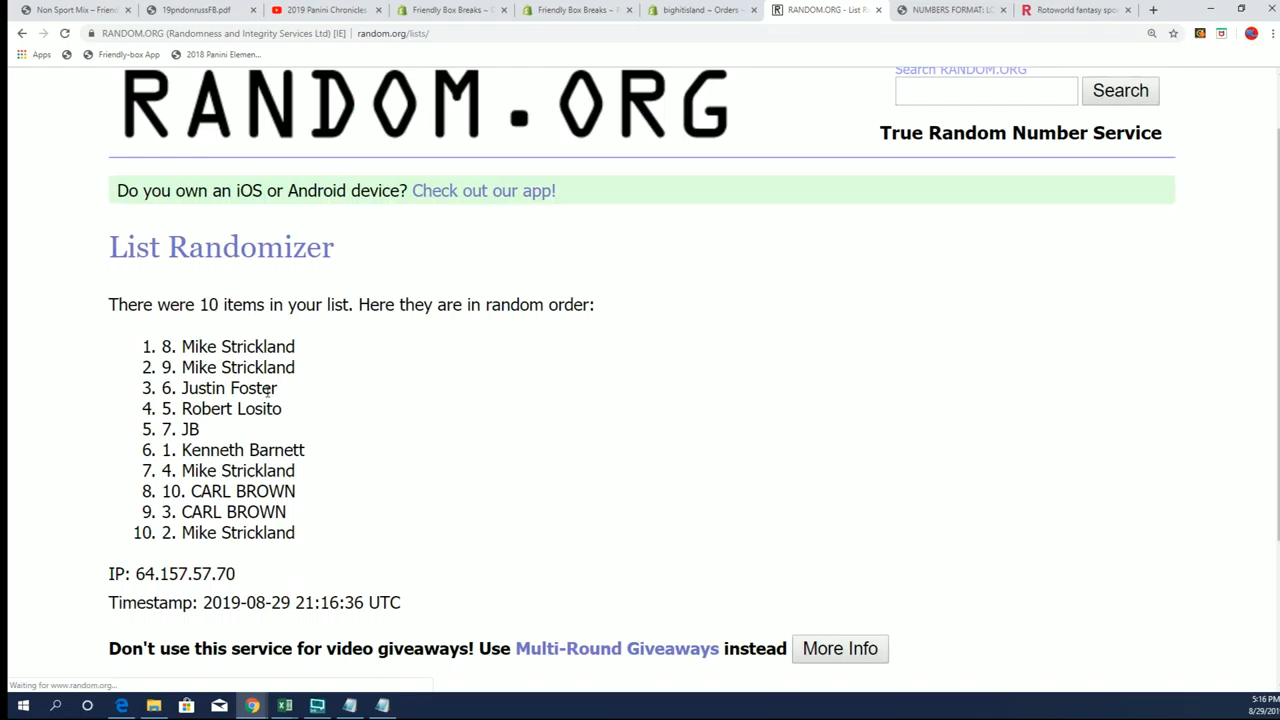 Non Sport Mix – Friend
19pndonrussFB.pdf
2019 Panini Chronicles
Friendly Box Breaks ~ D
Friendly Box Breaks ~ P
bighitisland ~ Orders ~
RANDOM.ORG - List R
NUMBERS FORMAT: LO
Rotoworld fantasy spo
RANDOM.ORG (Randomness and Integrity Services Ltd) [IE] | random.org/lists/
Apps
Friendly-box App
2018 Panini Elemen...
RANDOM.ORG
Search RANDOM.ORG
Search
True Random Number Service
Do you own an iOS or Android device? Check out our app!
List Randomizer
There were 10 items in your list. Here they are in random order:
1. 8. Mike Strickland
2. 9. Mike Strickland
3. 6. Justin Foster
4. 5. Robert Losito
5. 7. JB
6. 1. Kenneth Barnett
7. 4. Mike Strickland
8. 10. CARL BROWN
9. 3. CARL BROWN
10. 2. Mike Strickland
IP: 64.157.57.70
Timestamp: 2019-08-29 21:16:36 UTC
Don't use this service for video giveaways! Use Multi-Round Giveaways instead
More Info
Waiting for www.random.org...
5:16 PM
8/29/201